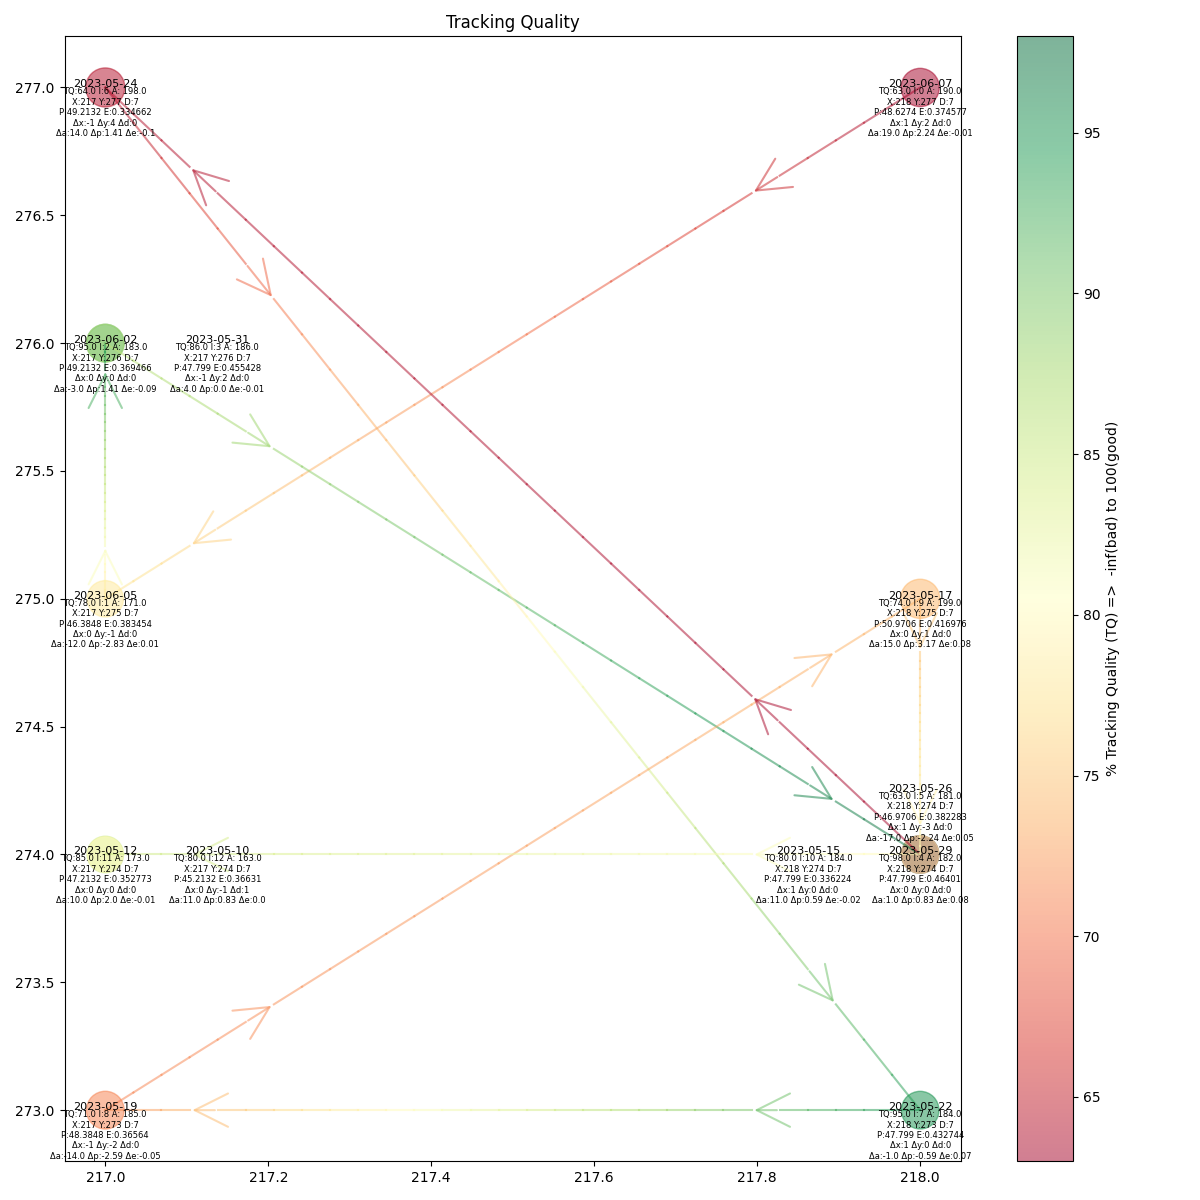 Tracking Quality
277.0
276.5
276.0
275.5
275.0
274.5
274.0
273.5
273.0
2023-05-24
TQ:64.0 I:6 A: 198.0
X:217 Y:277 D:7
P:49.2132 E:0.334662
Δx:-1 Δy:4 Δd:0
Δa:14.0 Δp:1.41 Δe:-0.1
2023-06-07
TQ:63.0 I:0 A: 190.0
X:218 Y:277 D:7
P:48.6274 E:0.374577
Δx:1 Δy:2 Δd:0
Δa:19.0 Δp:2.24 Δe:-0.01
2023-06-02
TQ:95.0 I:2 A: 183.0
X:217 Y:276 D:7
P:49.2132 E:0.369466
Δx:0 Δy:0 Δd:0
Δa:-3.0 Δp:1.41 Δe:-0.09
2023-05-31
TQ:86.0 I:3 A: 186.0
X:217 Y:276 D:7
P:47.799 E:0.455428
Δx:-1 Δy:2 Δd:0
Δa:4.0 Δp:0.0 Δe:-0.01
2023-06-05
TQ:78.0 I:1 A: 171.0
X:217 Y:275 D:7
P:46.3848 E:0.383454
Δx:0 Δy:-1 Δd:0
Δa:-12.0 Δp:-2.83 Δe:0.01
2023-05-17
TQ:74.0 I:9 A: 199.0
X:218 Y:275 D:7
P:50.9706 E:0.416976
Δx:0 Δy:1 Δd:0
Δa:15.0 Δp:3.17 Δe:0.08
2023-05-26
TQ:63.0 I:5 A: 181.0
X:218 Y:274 D:7
P:46.9706 E:0.382283
Δx:1 Δy:-3 Δd:0
Δa:-17.0 Δp:-2.24 Δe:0.05
2023-05-12
TQ:85.0 I:11 A: 173.0
X:217 Y:274 D:7
P:47.2132 E:0.352773
Δx:0 Δy:0 Δd:0
Δa:10.0 Δp:2.0 Δe:-0.01
2023-05-10
TQ:80.0 I:12 A: 163.0
X:217 Y:274 D:7
P:45.2132 E:0.36631
Δx:0 Δy:-1 Δd:1
Δa:11.0 Δp:0.83 Δe:0.0
2023-05-15
TQ:80.0 I:10 A: 184.0
X:218 Y:274 D:7
P:47.799 E:0.336224
Δx:1 Δy:0 Δd:0
Δa:11.0 Δp:0.59 Δe:-0.02
2023-05-29
TQ:98.0 I:4 A: 182.0
X:218 Y:274 D:7
P:47.799 E:0.46401
Δx:0 Δy:0 Δd:0
Δa:1.0 Δp:0.83 Δe:0.08
2023-05-19
TQ:71.0 I:8 A: 185.0
X:217 Y:273 D:7
P:48.3848 E:0.36564
Δx:-1 Δy:-2 Δd:0
Δa:-14.0 Δp:-2.59 Δe:-0.05
2023-05-22
TQ:95.0 I:7 A: 184.0
X:218 Y:273 D:7
P:47.799 E:0.432744
Δx:1 Δy:0 Δd:0
Δa:-1.0 Δp:-0.59 Δe:0.07
217.0
217.2
217.4
217.6
217.8
218.0
95
90
85
80
75
70
65
% Tracking Quality (TQ) =>  -inf(bad) to 100(good)